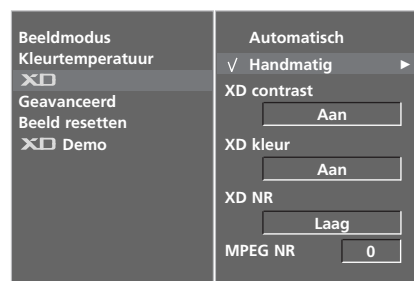 Beeldmodus
Kleurtemperatuur
XD
Geavanceerd
Beeld resetten
XD Demo
Automatisch
√ Handmatig ►
XD contrast
Aan
XD kleur
Aan
XD NR
Laag
MPEG NR 0